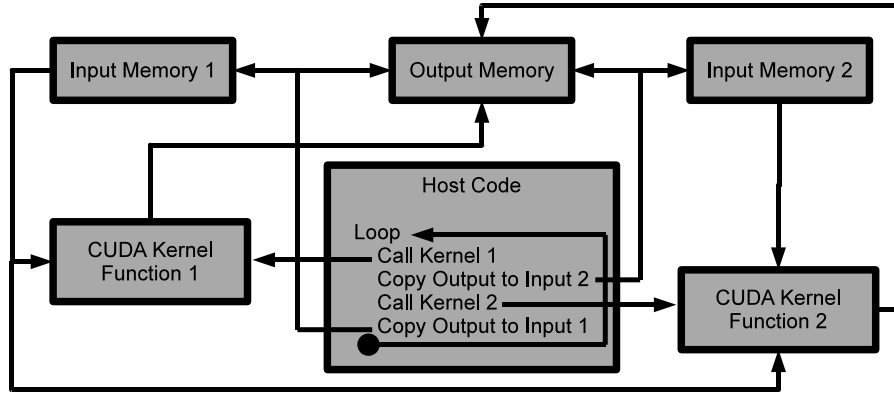 Input Memory 1
Output Memory
Input Memory 2
Host Code
Loop
Call Kernel 1
Copy Output to Input 2
Call Kernel 2
Copy Output to Input 1
CUDA Kernel
Function 1
CUDA Kernel
Function 2